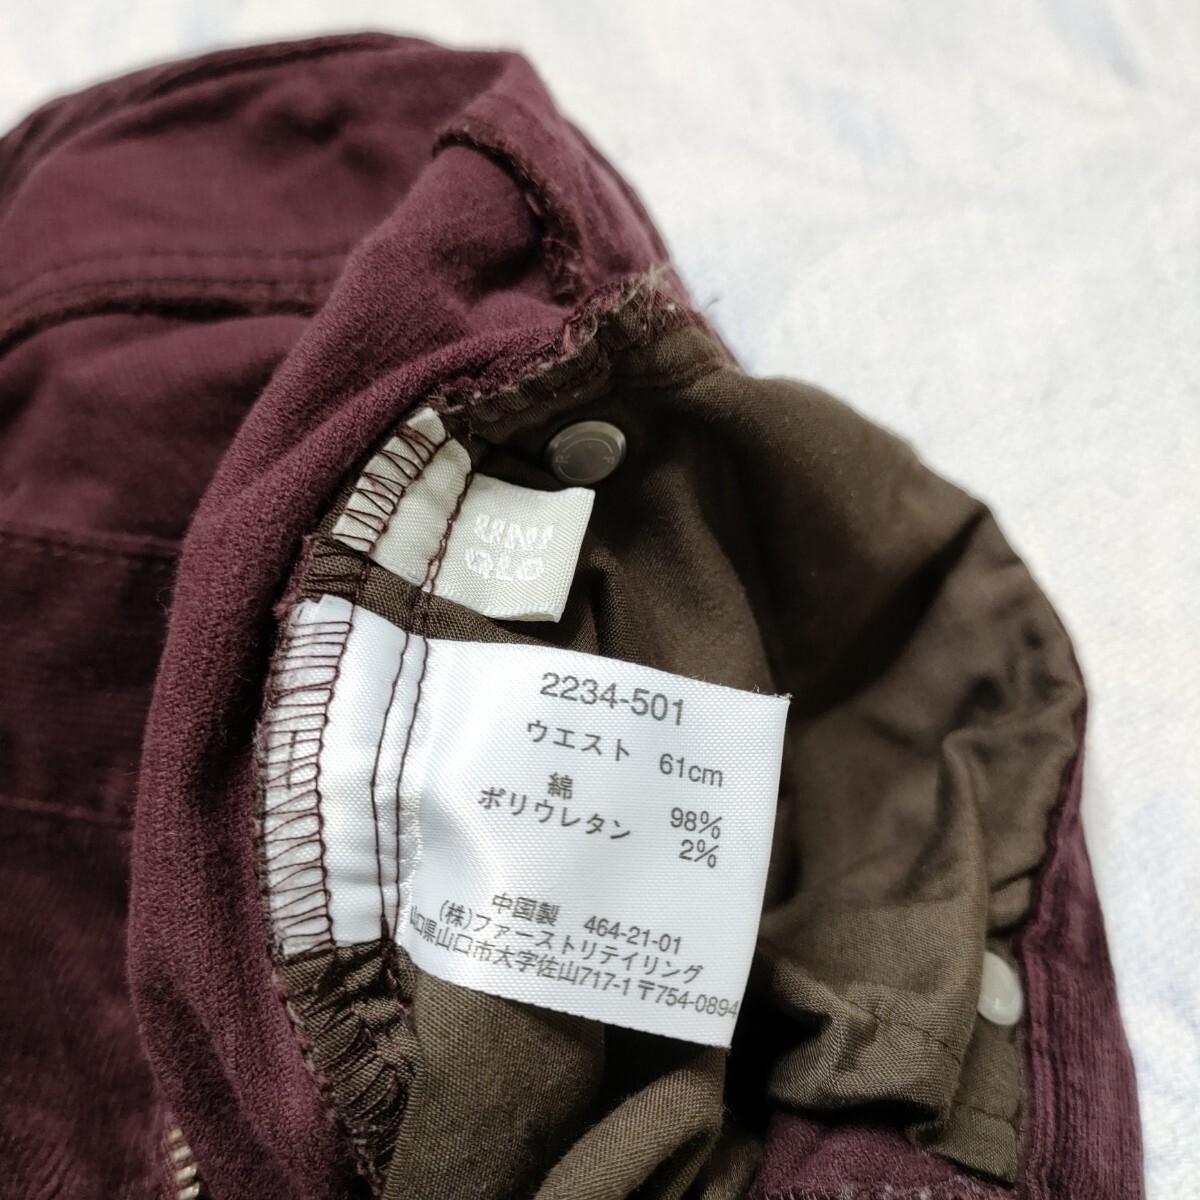 UNI
QLO
2234-501
ウエスト 61cm
綿 98%
ポリウレタン 2%
中国製 464-21-01
(株)ファーストリテイリング
山口県山口市大字佐山717-1 〒754-0894